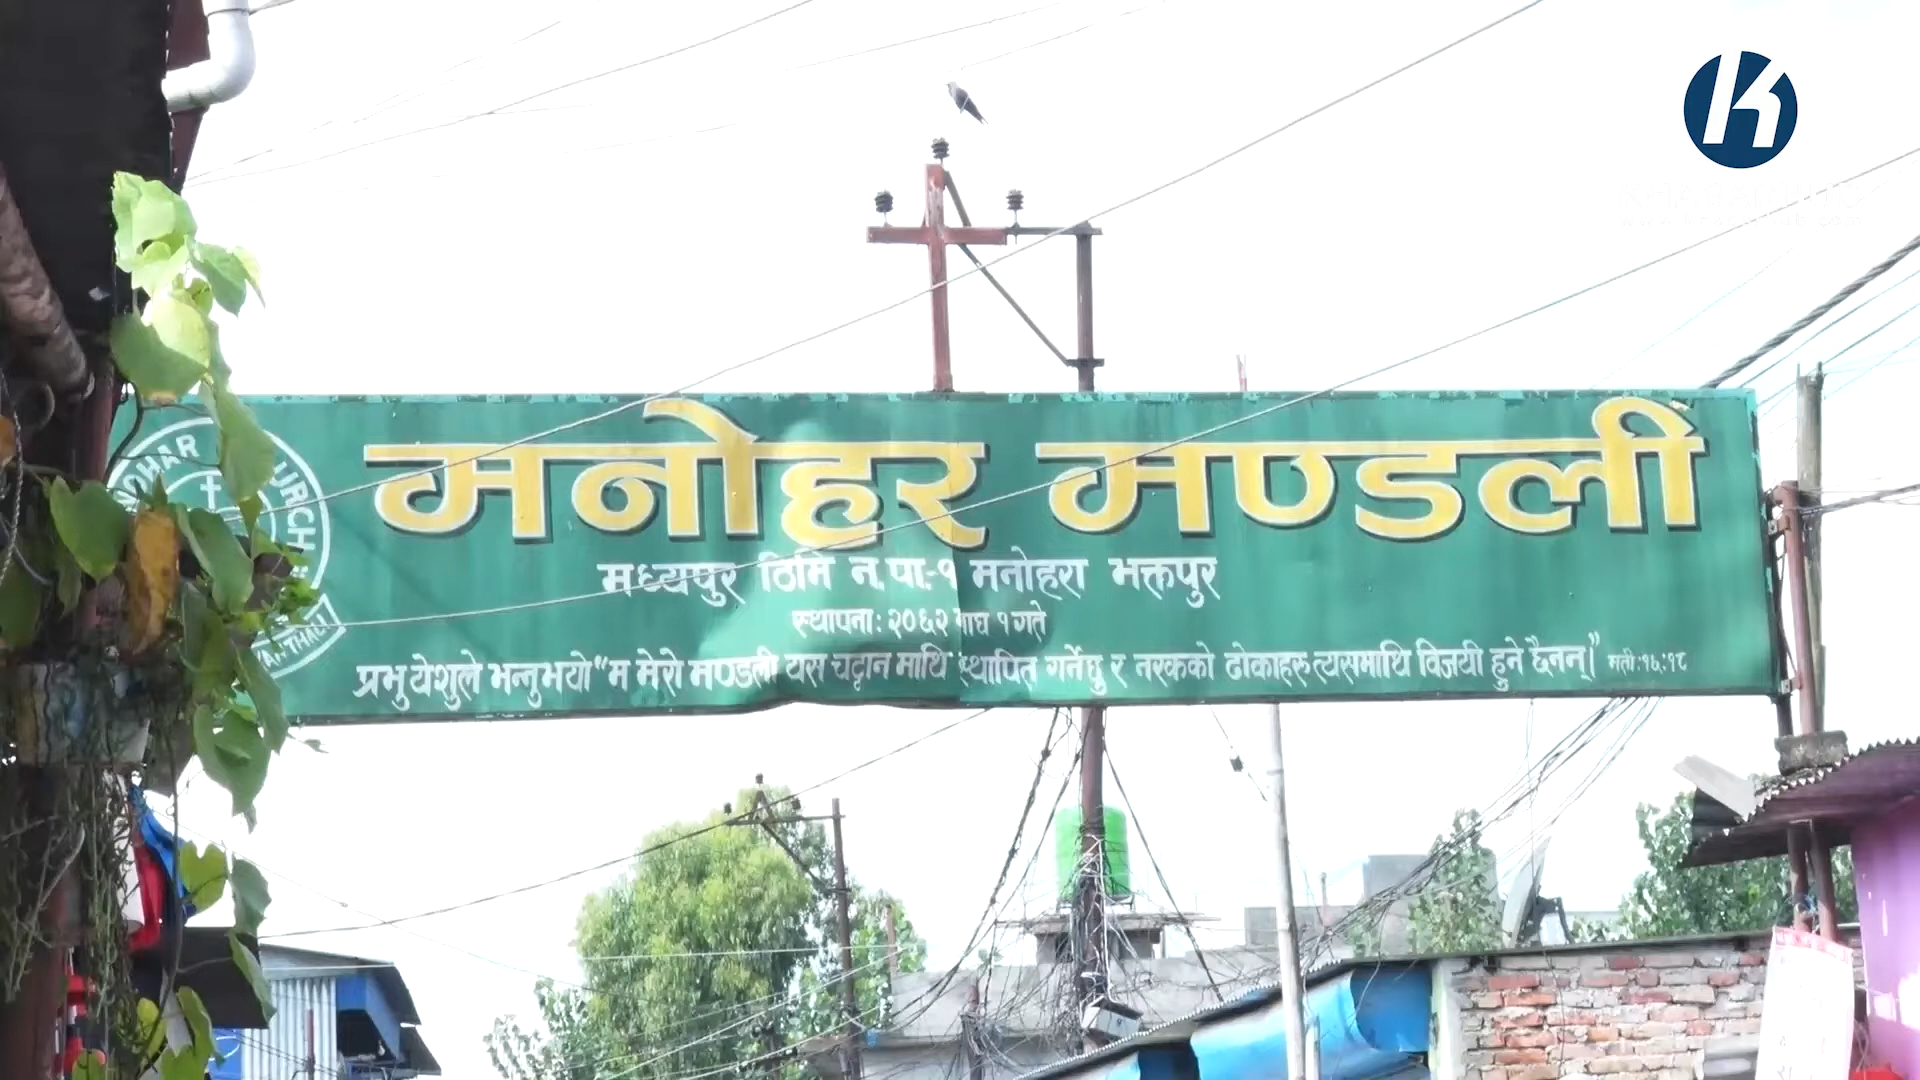 मनोहर मण्डली
मध्यपुर ठिमि न.पा.-१ मनोहरा भक्तपुर
स्थापना: २०६२ माघ १ गते
प्रभु येशुले भन्नुभयो "म मेरो मण्डली यस चट्टान माथि स्थापित गर्नेछु र नरकको ढोकाहरु त्यसमाथि विजयी हुने छैनन्।" मत्ती:१६:१८